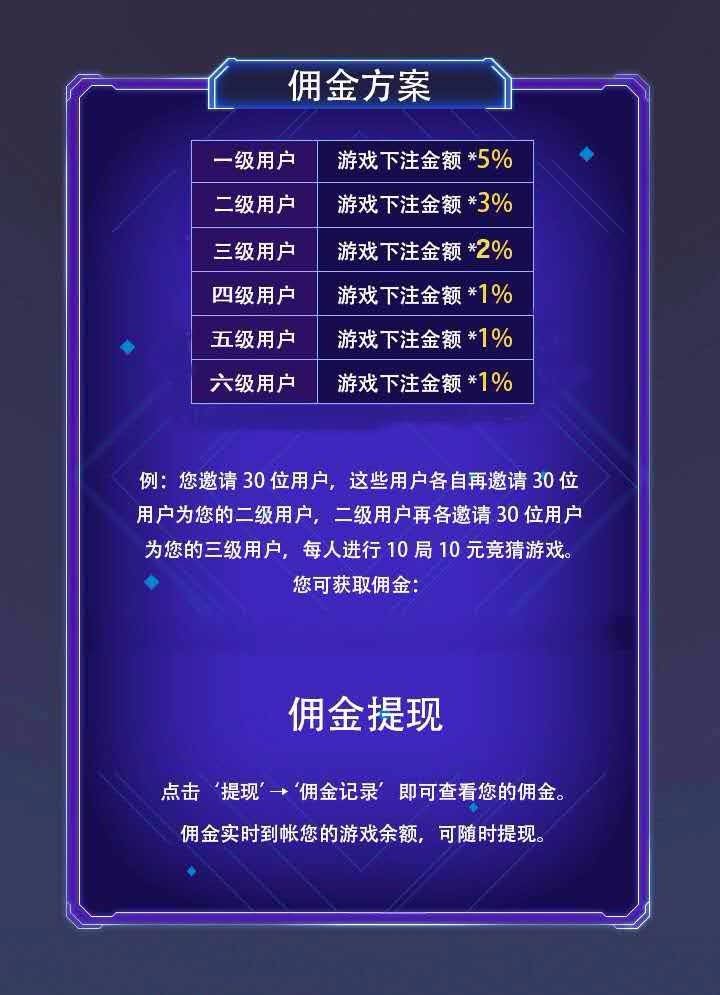 佣金方案
一级用户 游戏下注金额 *5%
二级用户 游戏下注金额 *3%
三级用户 游戏下注金额 *2%
四级用户 游戏下注金额 *1%
五级用户 游戏下注金额 *1%
六级用户 游戏下注金额 *1%
例：您邀请 30 位用户，这些用户各自再邀请 30 位
用户为您的二级用户，二级用户再各邀请 30 位用户
为您的三级用户，每人进行 10 局 10 元竞猜游戏。
您可获取佣金：
佣金提现
点击‘提现’→‘佣金记录’即可查看您的佣金。
佣金实时到帐您的游戏余额，可随时提现。